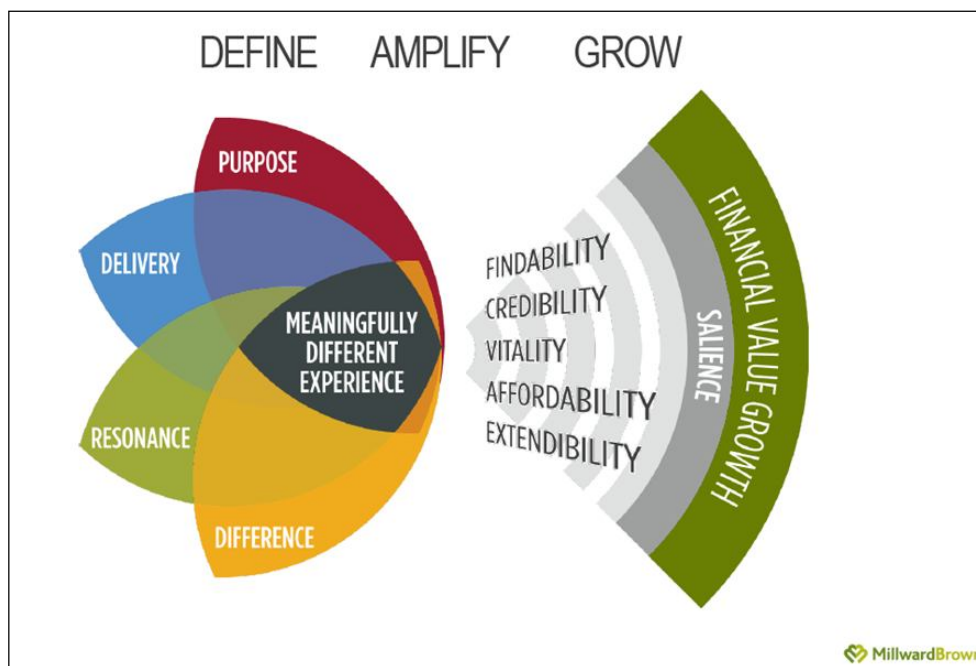 DEFINE AMPLIFY GROW
PURPOSE
DELIVERY
RESONANCE
DIFFERENCE
MEANINGFULLY
DIFFERENT
EXPERIENCE
FINDABILITY
CREDIBILITY
VITALITY
AFFORDABILITY
EXTENDIBILITY
SALIENCE
FINANCIAL VALUE GROWTH
MillwardBrown